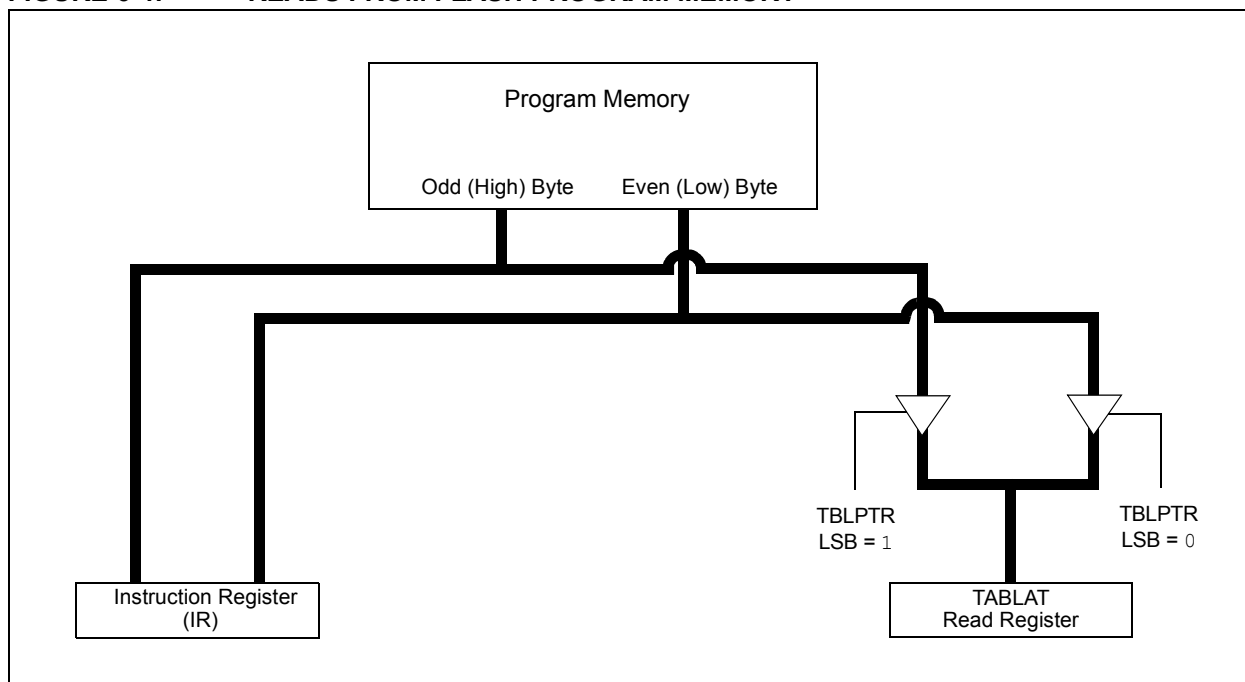 Program Memory
Odd (High) Byte Even (Low) Byte
TBLPTR
LSB = 1
TBLPTR
LSB = 0
Instruction Register
(IR)
TABLAT
Read Register